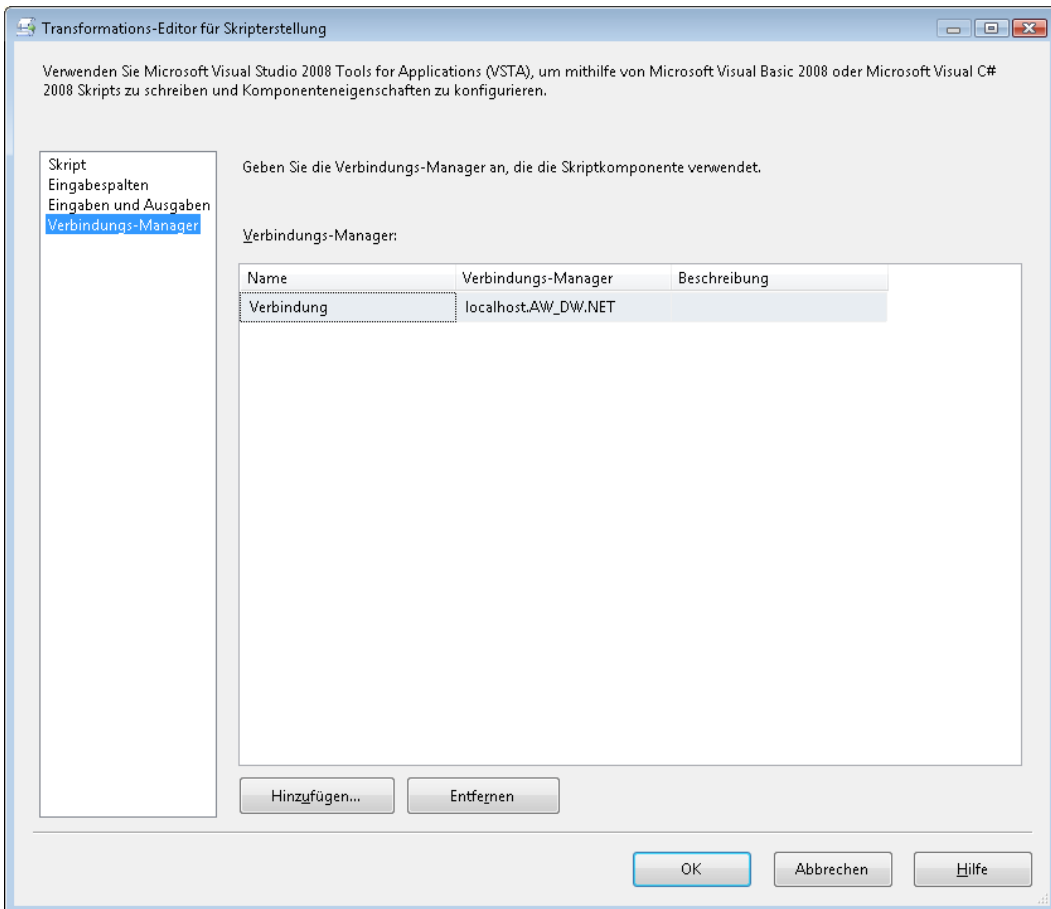 Transformations-Editor für Skripterstellung
Verwenden Sie Microsoft Visual Studio 2008 Tools for Applications (VSTA), um mithilfe von Microsoft Visual Basic 2008 oder Microsoft Visual C#
2008 Skripts zu schreiben und Komponenteneigenschaften zu konfigurieren.
Skript
Eingabespalten
Eingaben und Ausgaben
Verbindungs-Manager
Geben Sie die Verbindungs-Manager an, die die Skriptkomponente verwendet.
Verbindungs-Manager:
Name Verbindungs-Manager Beschreibung
Verbindung localhost.AW_DW.NET
Hinzufügen... Entfernen
OK Abbrechen Hilfe